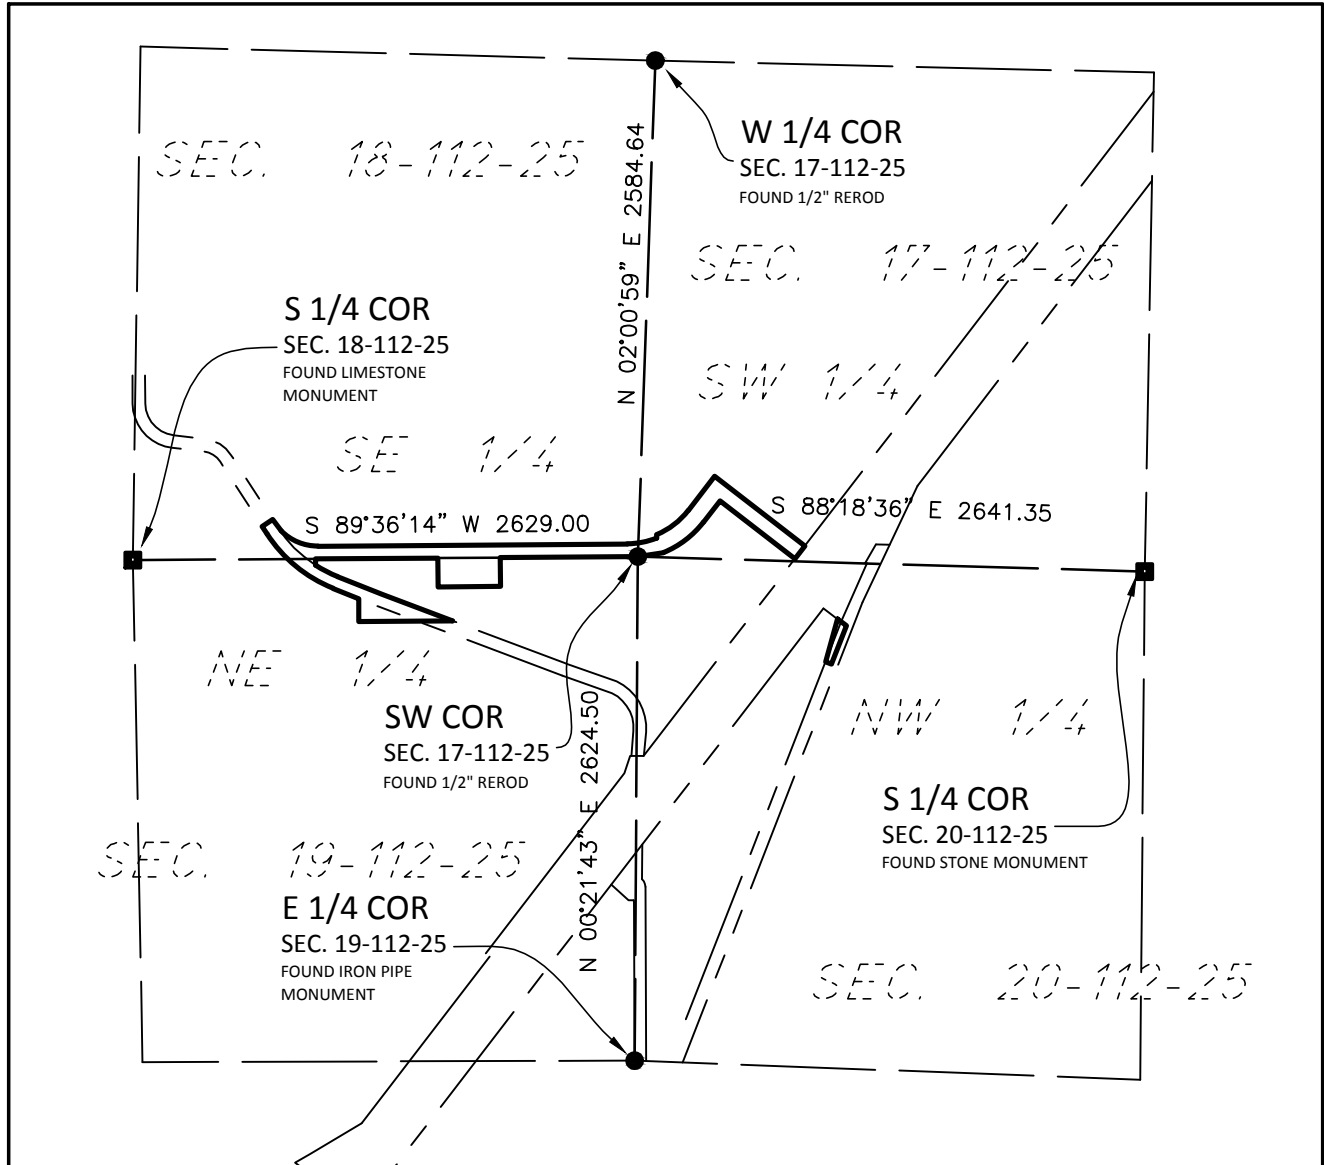 W 1/4 COR
SEC. 17-112-25
FOUND 1/2" REROD
SEC. 18-112-25
N 02°00'59" E 2584.64
SEC. 17-112-25
S 1/4 COR
SEC. 18-112-25
FOUND LIMESTONE
MONUMENT
SW 1/4
SE 1/4
S 89°36'14" W 2629.00
S 88°18'36" E 2641.35
NE 1/4
NW 1/4
SW COR
SEC. 17-112-25
FOUND 1/2" REROD
N 00°21'43" E 2624.50
S 1/4 COR
SEC. 20-112-25
FOUND STONE MONUMENT
SEC. 19-112-25
E 1/4 COR
SEC. 19-112-25
FOUND IRON PIPE
MONUMENT
SEC. 20-112-25